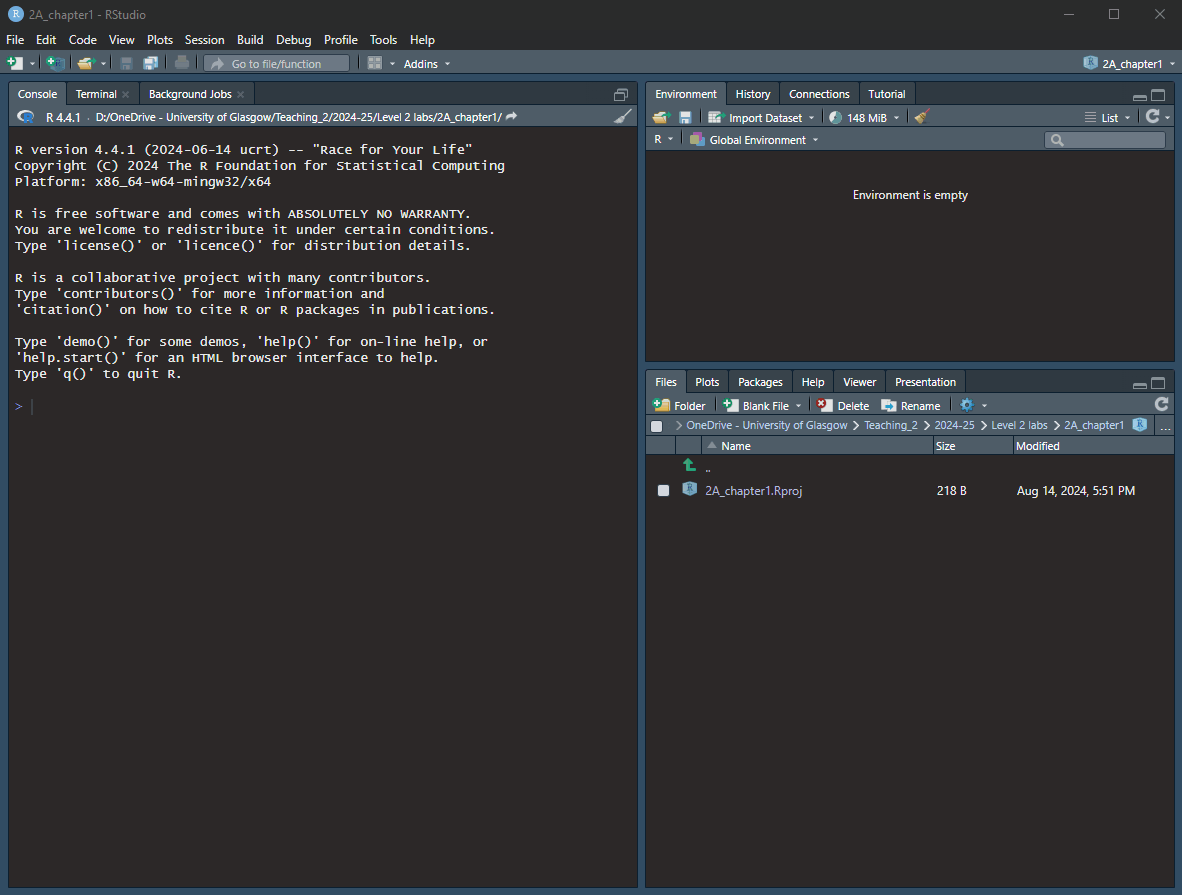 2A_chapter1 - RStudio
File Edit Code View Plots Session Build Debug Profile Tools Help
Go to file/function Addins 2A_chapter1
Console Terminal Background Jobs
R 4.4.1 · D:/OneDrive - University of Glasgow/Teaching_2/2024-25/Level 2 labs/2A_chapter1/
R version 4.4.1 (2024-06-14 ucrt) -- "Race for Your Life"
Copyright (C) 2024 The R Foundation for Statistical Computing
Platform: x86_64-w64-mingw32/x64
R is free software and comes with ABSOLUTELY NO WARRANTY.
You are welcome to redistribute it under certain conditions.
Type 'license()' or 'licence()' for distribution details.
R is a collaborative project with many contributors.
Type 'contributors()' for more information and
'citation()' on how to cite R or R packages in publications.
Type 'demo()' for some demos, 'help()' for on-line help, or
'help.start()' for an HTML browser interface to help.
Type 'q()' to quit R.
>
Environment History Connections Tutorial
Import Dataset 148 MiB List
R Global Environment
Environment is empty
Files Plots Packages Help Viewer Presentation
Folder Blank File Delete Rename
OneDrive - University of Glasgow > Teaching_2 > 2024-25 > Level 2 labs > 2A_chapter1 ...
Name Size Modified
..
2A_chapter1.Rproj 218 B Aug 14, 2024, 5:51 PM